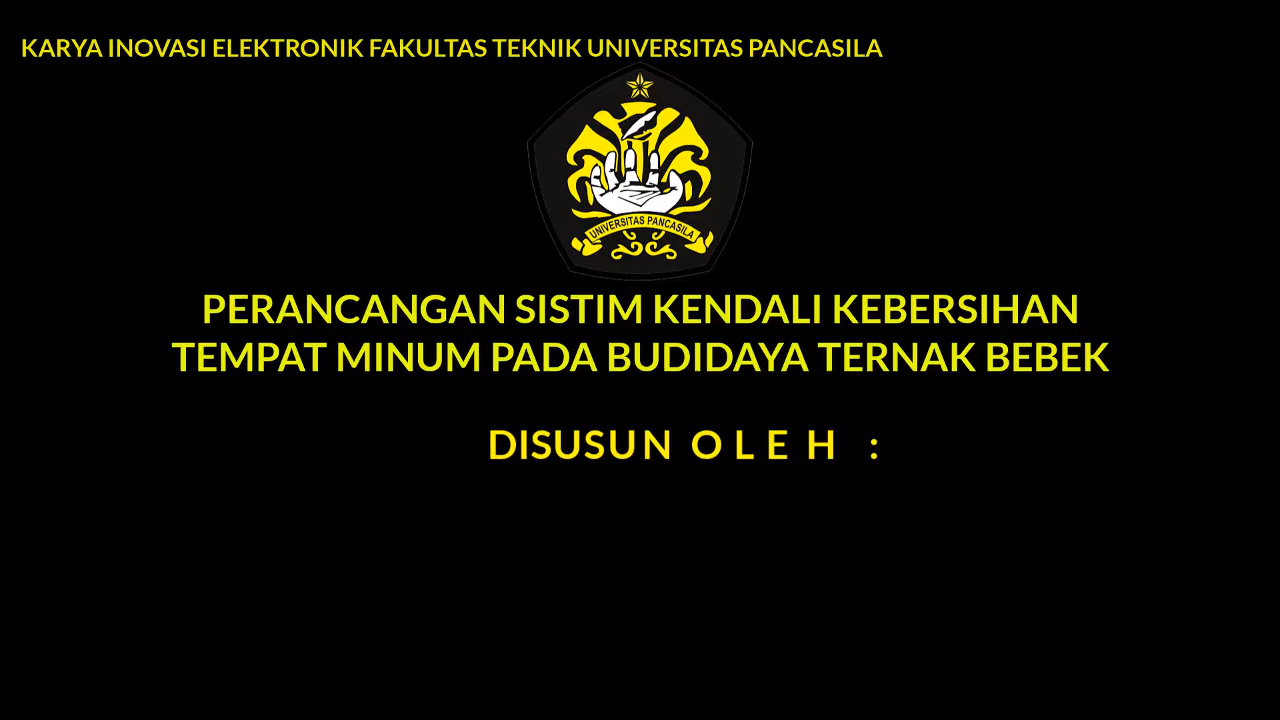 KARYA INOVASI ELEKTRONIK FAKULTAS TEKNIK UNIVERSITAS PANCASILA
UNIVERSITAS PANCASILA
PERANCANGAN SISTIM KENDALI KEBERSIHAN
TEMPAT MINUM PADA BUDIDAYA TERNAK BEBEK
DISUSUN OLEH :